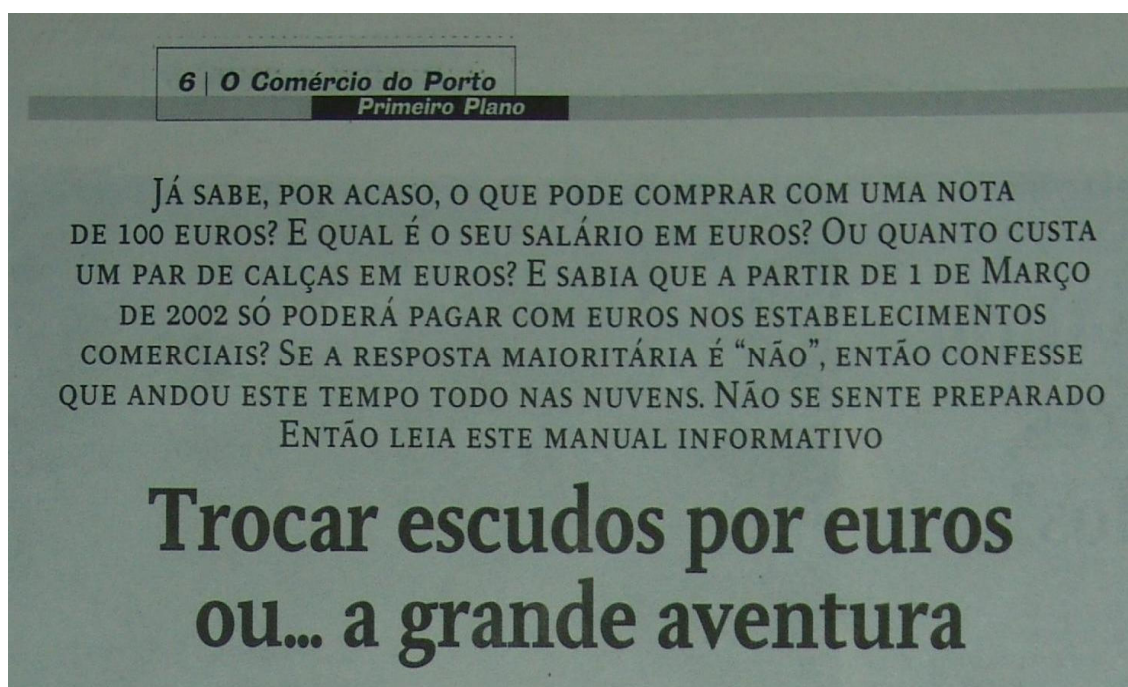 6 | O Comércio do Porto
Primeiro Plano
JÁ SABE, POR ACASO, O QUE PODE COMPRAR COM UMA NOTA
DE 100 EUROS? E QUAL É O SEU SALÁRIO EM EUROS? OU QUANTO CUSTA
UM PAR DE CALÇAS EM EUROS? E SABIA QUE A PARTIR DE 1 DE MARÇO
DE 2002 SÓ PODERÁ PAGAR COM EUROS NOS ESTABELECIMENTOS
COMERCIAIS? SE A RESPOSTA MAIORITÁRIA É “NÃO”, ENTÃO CONFESSE
QUE ANDOU ESTE TEMPO TODO NAS NUVENS. NÃO SE SENTE PREPARADO
ENTÃO LEIA ESTE MANUAL INFORMATIVO
Trocar escudos por euros
ou... a grande aventura